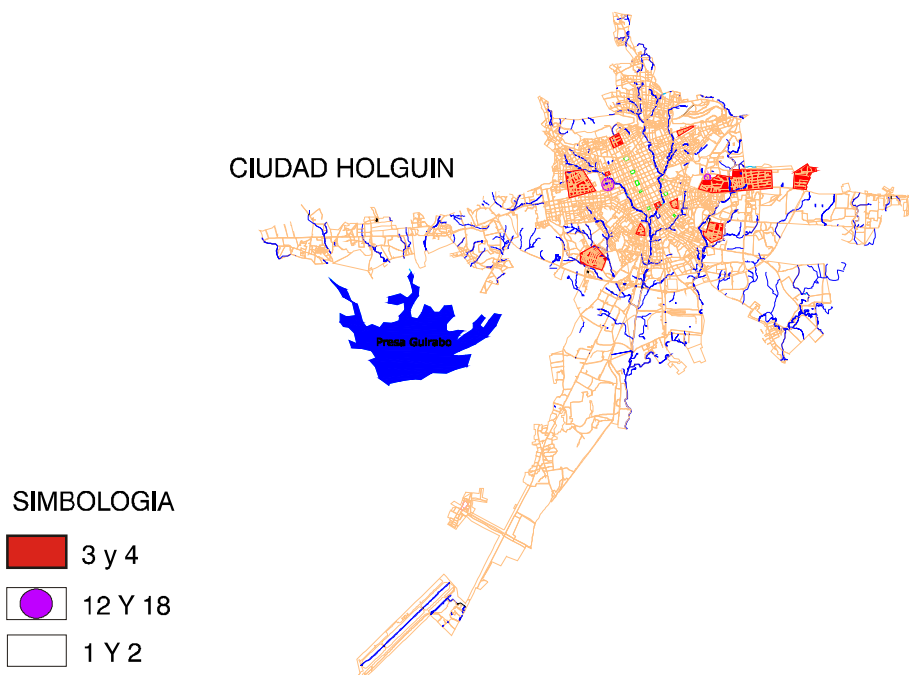 CIUDAD HOLGUIN
Presa Guirabo
SIMBOLOGIA
3 y 4
12 Y 18
1 Y 2